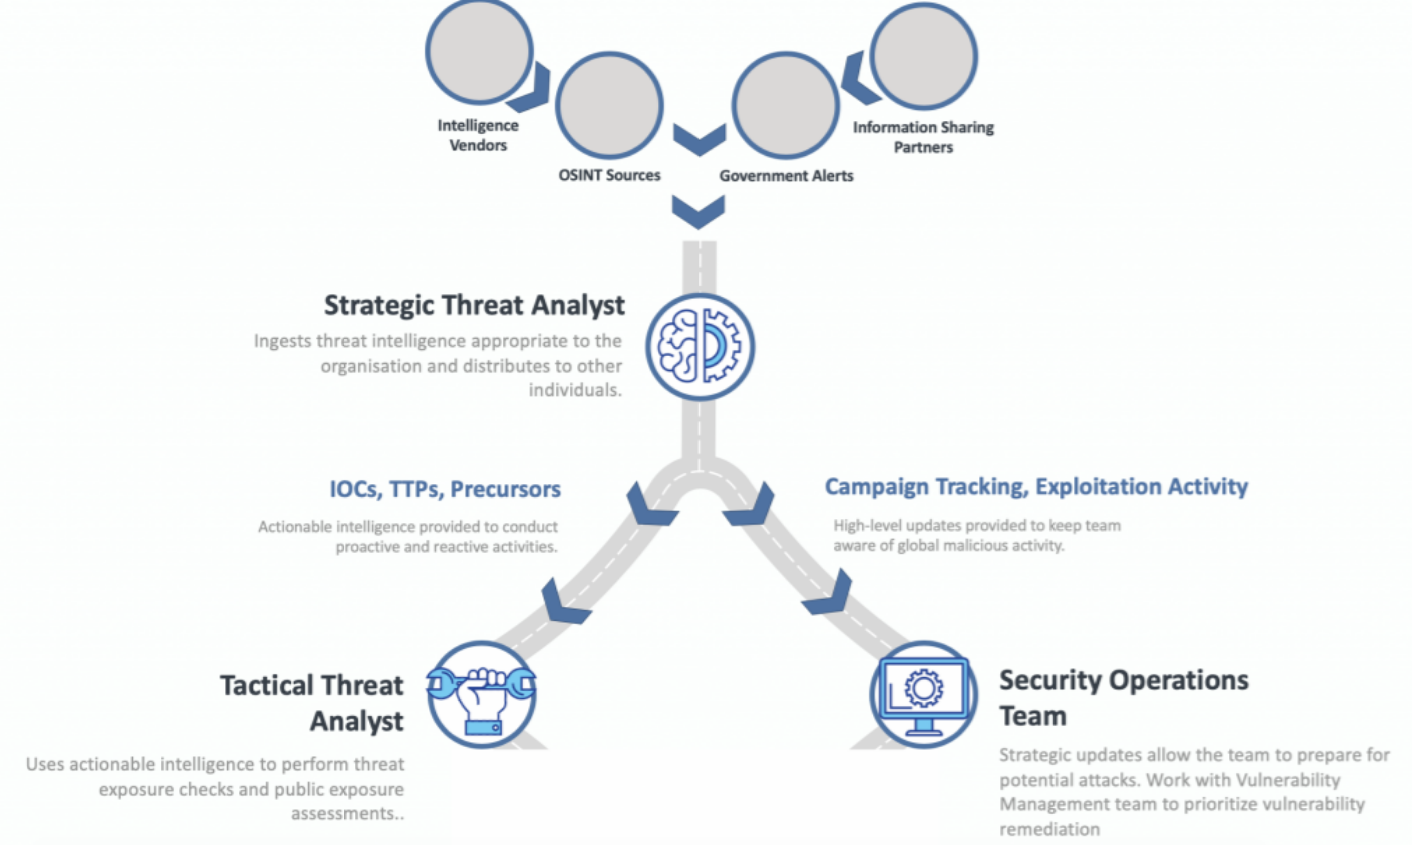 Intelligence
Vendors
OSINT Sources
Government Alerts
Information Sharing
Partners
Strategic Threat Analyst
Ingests threat intelligence appropriate to the
organisation and distributes to other
individuals.
IOCs, TTPs, Precursors
Actionable intelligence provided to conduct
proactive and reactive activities.
Campaign Tracking, Exploitation Activity
High-level updates provided to keep team
aware of global malicious activity.
Tactical Threat
Analyst
Uses actionable intelligence to perform threat
exposure checks and public exposure
assessments..
Security Operations
Team
Strategic updates allow the team to prepare for
potential attacks. Work with Vulnerability
Management team to prioritize vulnerability
remediation